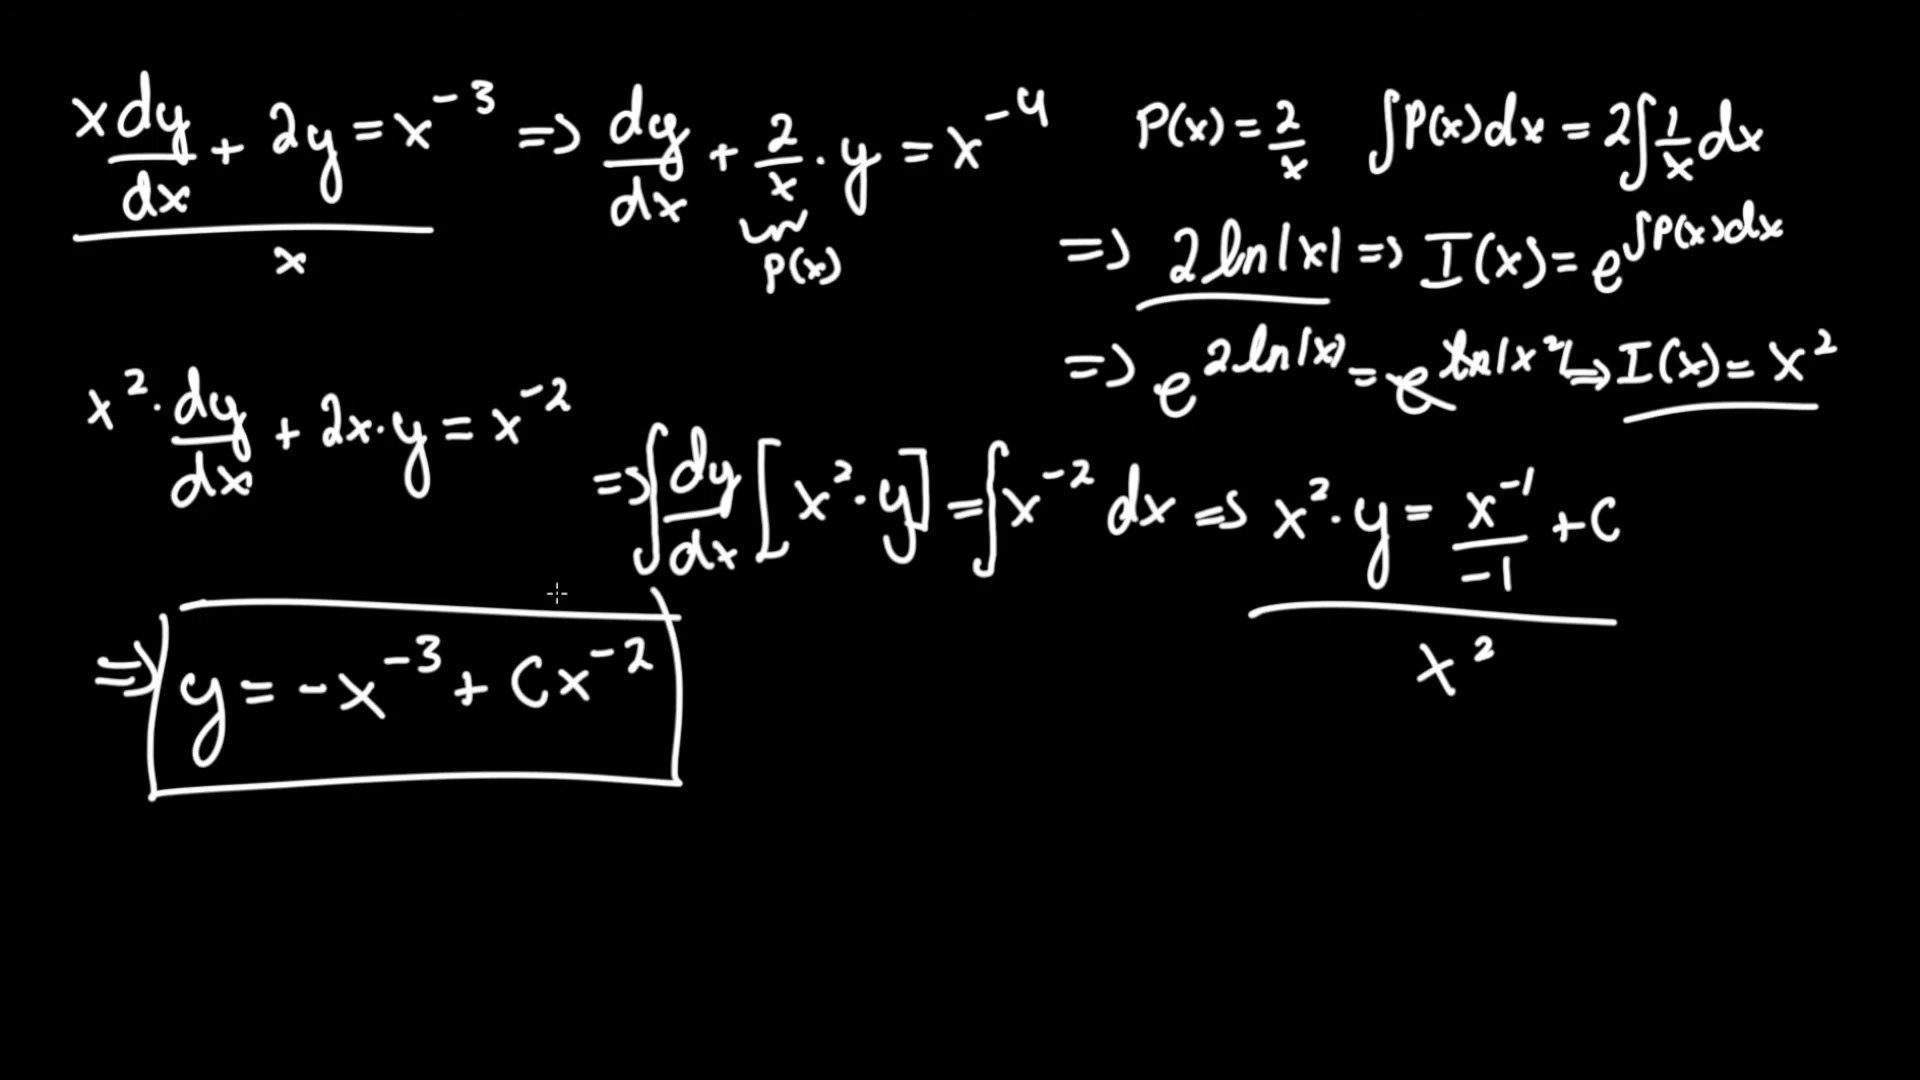 x dy/dx + 2y = x^-3 => dy/dx + 2/x · y = x^-4
x
P(x)
P(x) = 2/x ∫P(x)dx = 2∫1/x dx
=> 2ln|x| => I(x) = e^∫P(x)dx
=> e^2ln|x| = e^ln|x^2| => I(x) = x^2
x^2 · dy/dx + 2x · y = x^-2
=> ∫dy/dx [x^2 · y] = ∫x^-2 dx => x^2 · y = x^-1/-1 + C
x^2
=> y = -x^-3 + Cx^-2